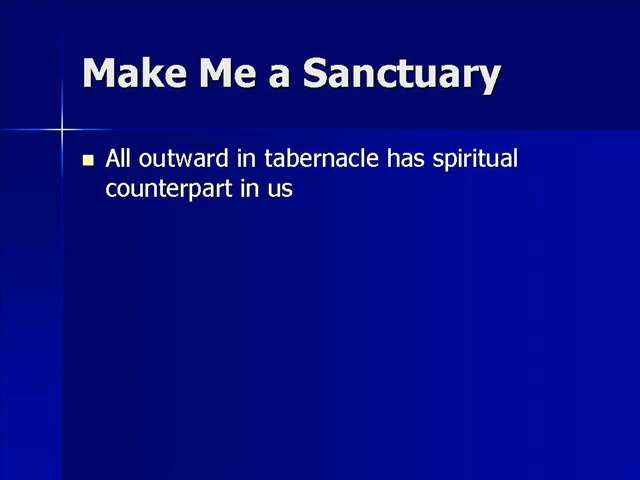 Make Me a Sanctuary
All outward in tabernacle has spiritual
counterpart in us